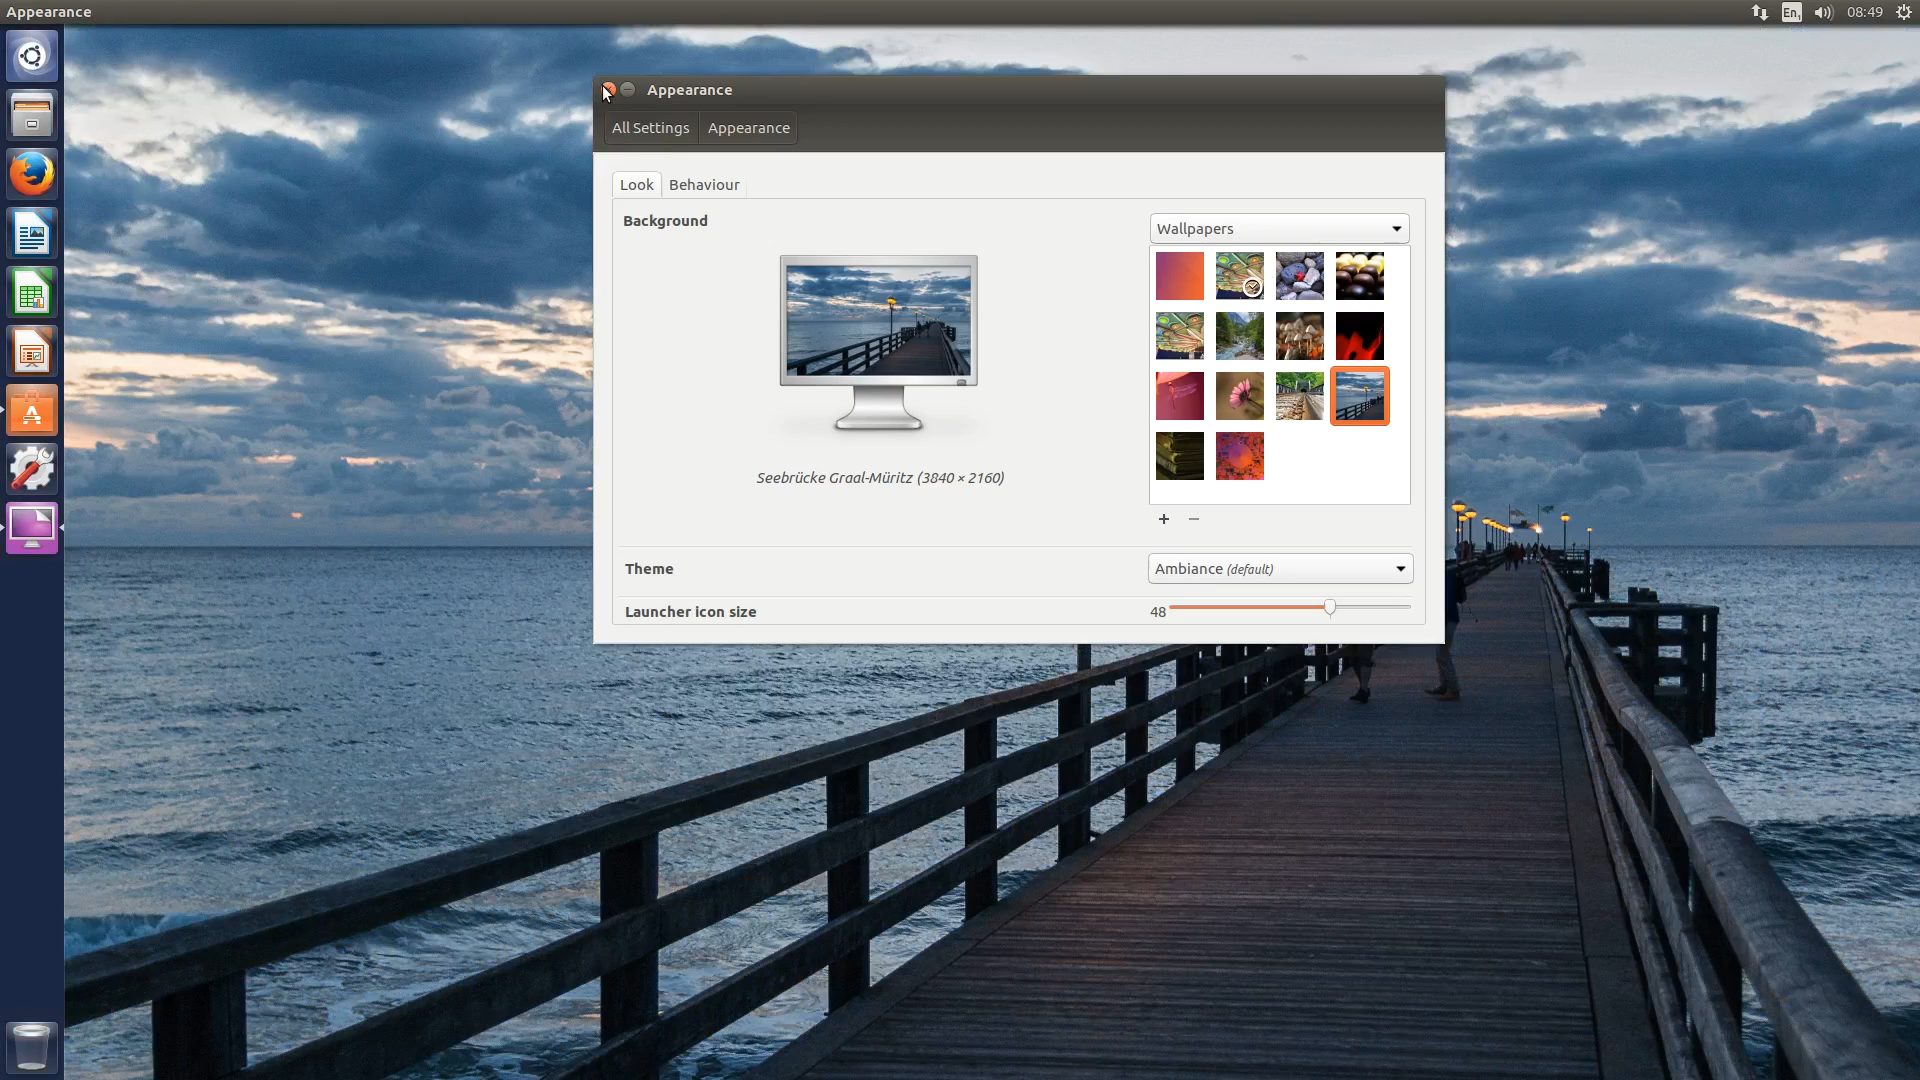 Appearance
En1
08:49
Appearance
All Settings
Appearance
Look
Behaviour
Background
Wallpapers
Seebrücke Graal-Müritz (3840 × 2160)
+
−
Theme
Ambiance (default)
Launcher icon size
48